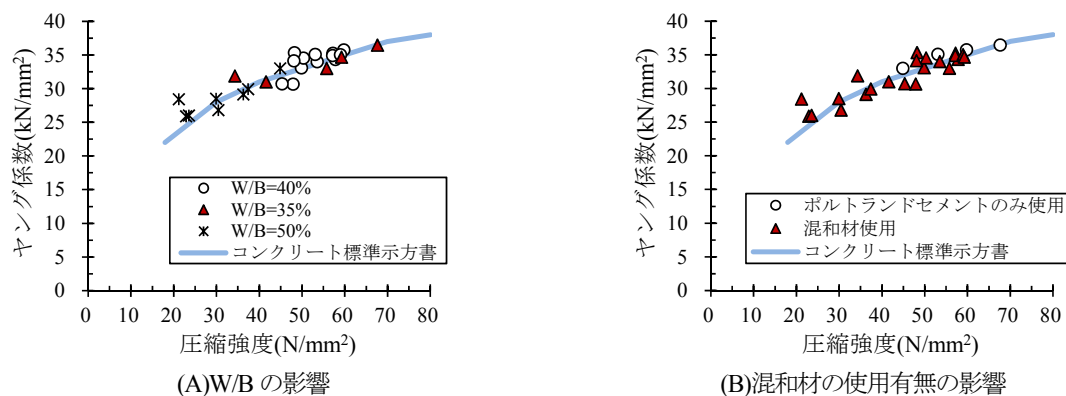 40
35
30
25
20
15
10
5
0
ヤング係数(kN/mm²)
W/B=40%
W/B=35%
W/B=50%
コンクリート標準示方書
0 10 20 30 40 50 60 70 80
圧縮強度(N/mm²)
(A)W/B の影響
40
35
30
25
20
15
10
5
0
ヤング係数(kN/mm²)
ポルトランドセメントのみ使用
混和材使用
コンクリート標準示方書
0 10 20 30 40 50 60 70 80
圧縮強度(N/mm²)
(B)混和材の使用有無の影響